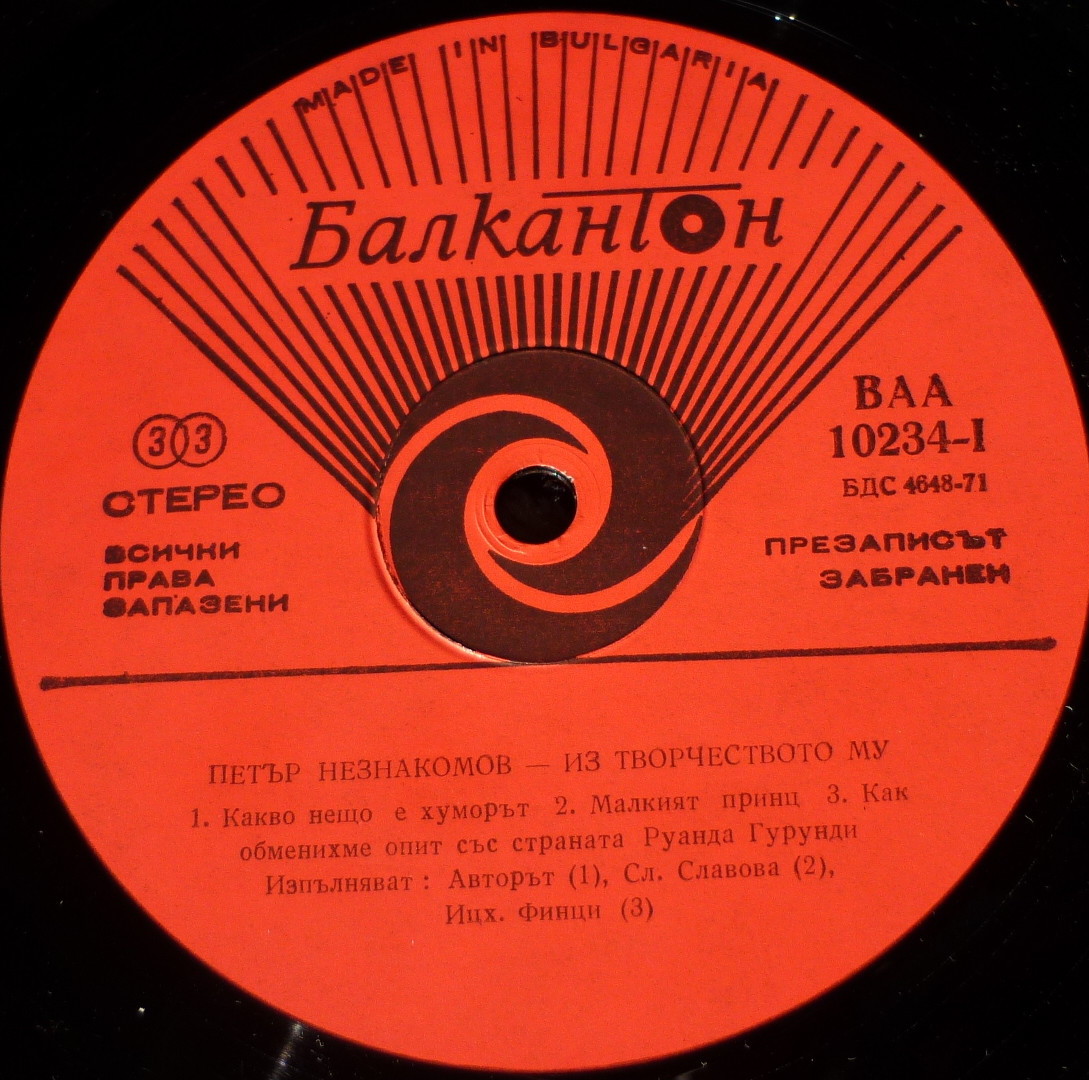 MADE IN BULGARIA
Балкантон
33
СТЕРЕО
ВСИЧКИ
ПРАВА
ЗАПАЗЕНИ
ВАА
10234-I
БДС 4648-71
ПРЕЗАПИСЪТ
ЗАБРАНЕН
ПЕТЪР НЕЗНАКОМОВ — ИЗ ТВОРЧЕСТВОТО МУ
1. Какво нещо е хуморът 2. Малкият принц 3. Как
обменихме опит със страната Руанда Гурунди
Изпълняват : Авторът (1), Сл. Славова (2),
Ицх. Финци (3)